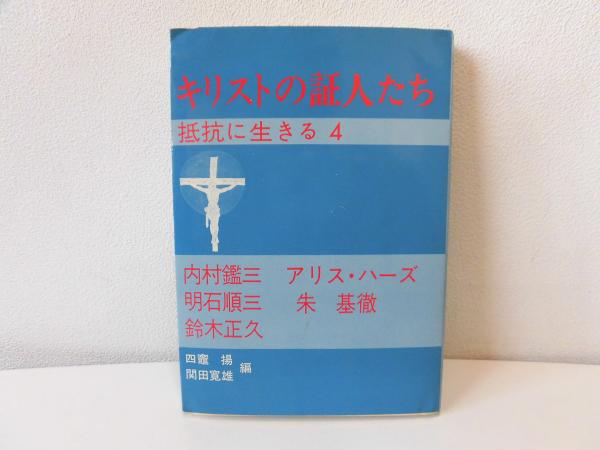 キリストの証人たち
抵抗に生きる 4
内村鑑三 アリス・ハーズ
明石順三 朱 基徹
鈴木正久
四竈 揚
関田寛雄 編